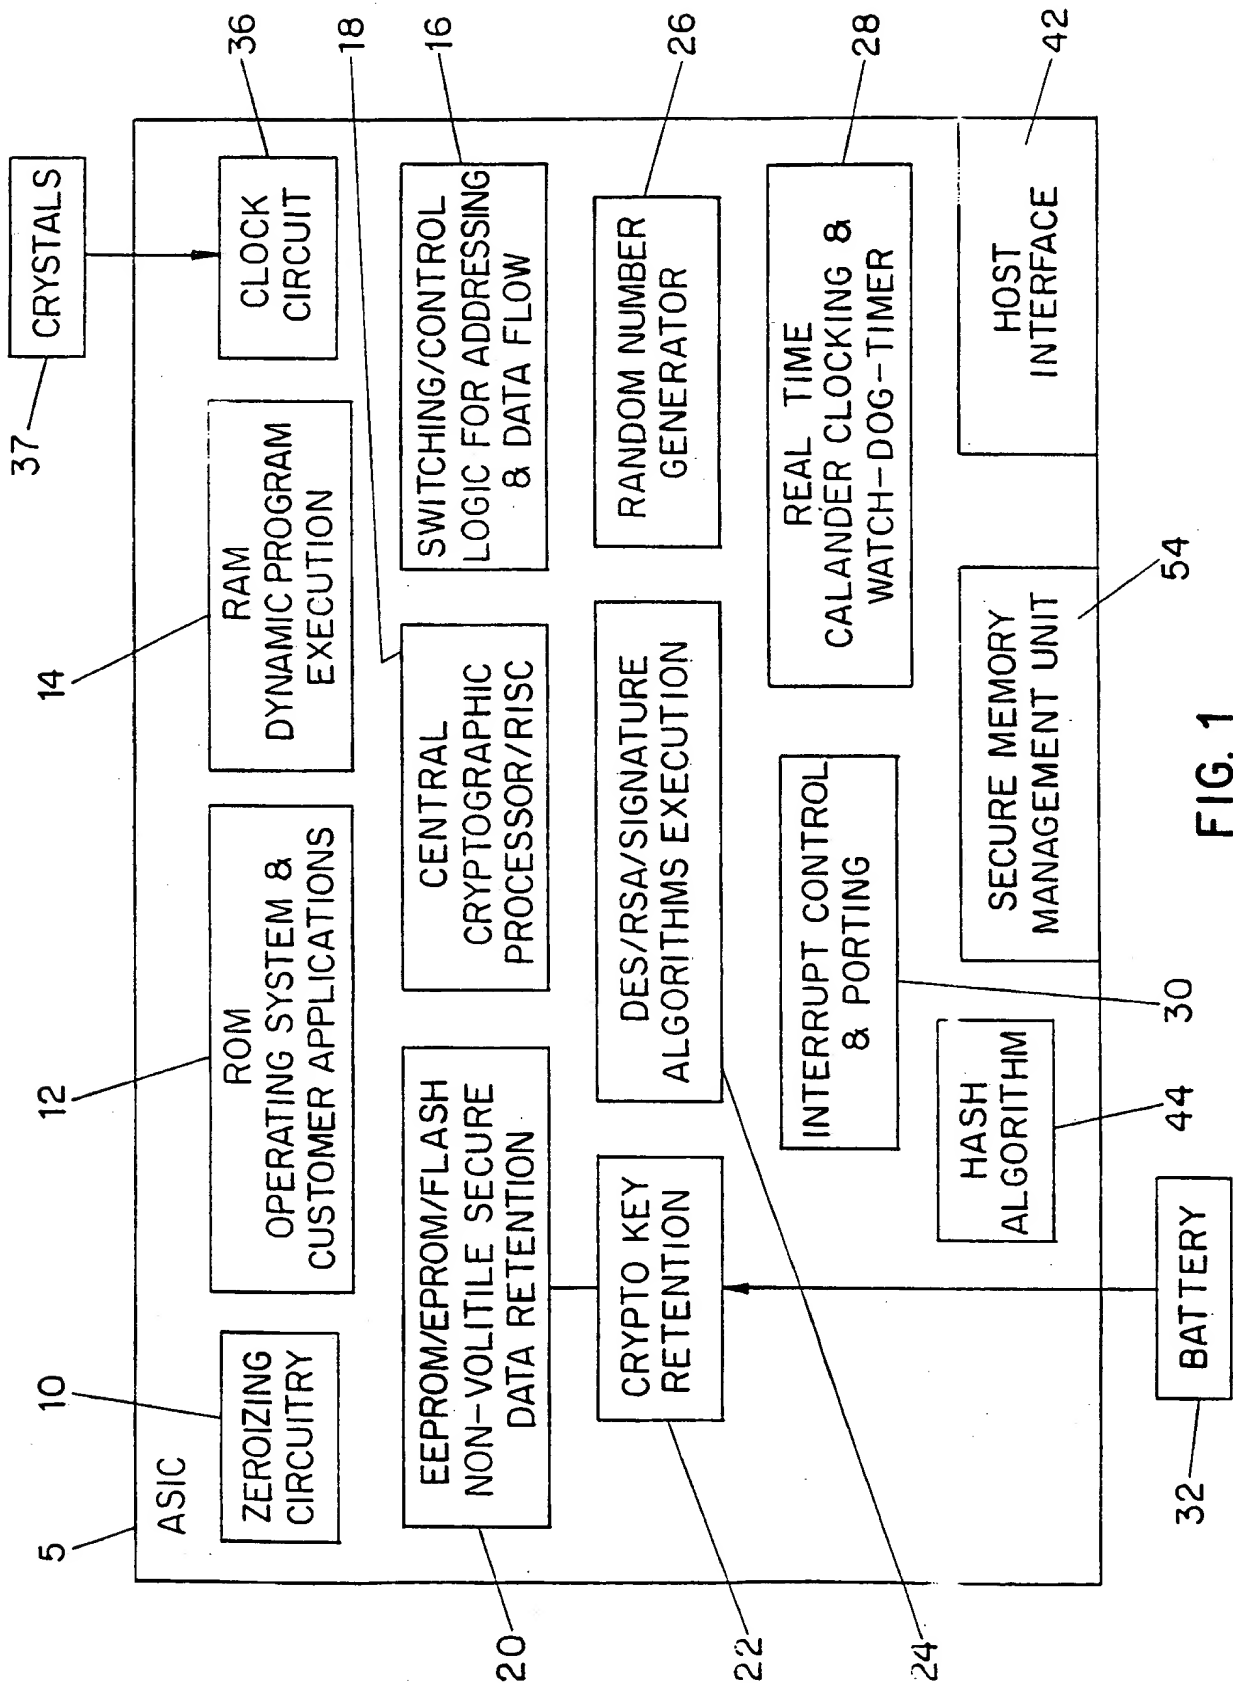 5
ASIC
10
ZEROIZING
CIRCUITRY
12
ROM
OPERATING SYSTEM &
CUSTOMER APPLICATIONS
14
RAM
DYNAMIC PROGRAM
EXECUTION
37
CRYSTALS
36
CLOCK
CIRCUIT
18
20
EEPROM/EPROM/FLASH
NON-VOLITILE SECURE
DATA RETENTION
CENTRAL
CRYPTOGRAPHIC
PROCESSOR/RISC
16
SWITCHING/CONTROL
LOGIC FOR ADDRESSING
& DATA FLOW
22
CRYPTO KEY
RETENTION
24
DES/RSA/SIGNATURE
ALGORITHMS EXECUTION
26
RANDOM NUMBER
GENERATOR
30
INTERRUPT CONTROL
& PORTING
28
REAL TIME
CALANDER CLOCKING &
WATCH-DOG-TIMER
44
HASH
ALGORITHM
54
SECURE MEMORY
MANAGEMENT UNIT
42
HOST
INTERFACE
32
BATTERY
FIG. 1